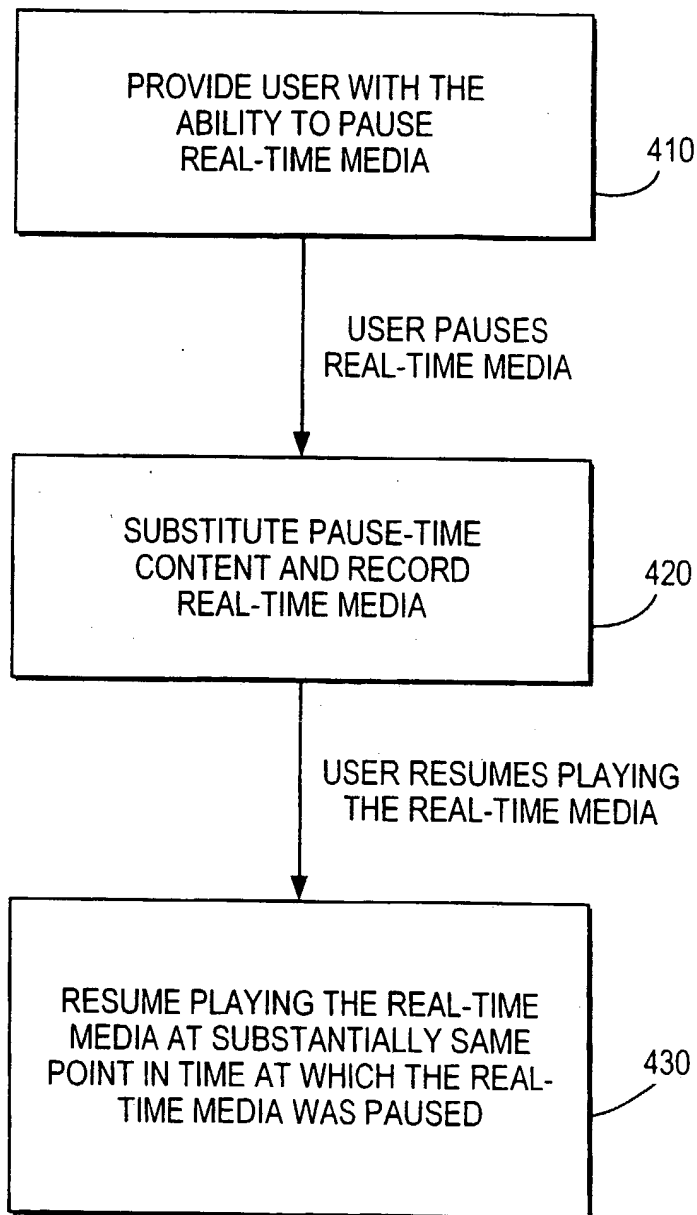 PROVIDE USER WITH THE
ABILITY TO PAUSE
REAL-TIME MEDIA
410
USER PAUSES
REAL-TIME MEDIA
SUBSTITUTE PAUSE-TIME
CONTENT AND RECORD
REAL-TIME MEDIA
420
USER RESUMES PLAYING
THE REAL-TIME MEDIA
RESUME PLAYING THE REAL-TIME
MEDIA AT SUBSTANTIALLY SAME
POINT IN TIME AT WHICH THE REAL-
TIME MEDIA WAS PAUSED
430